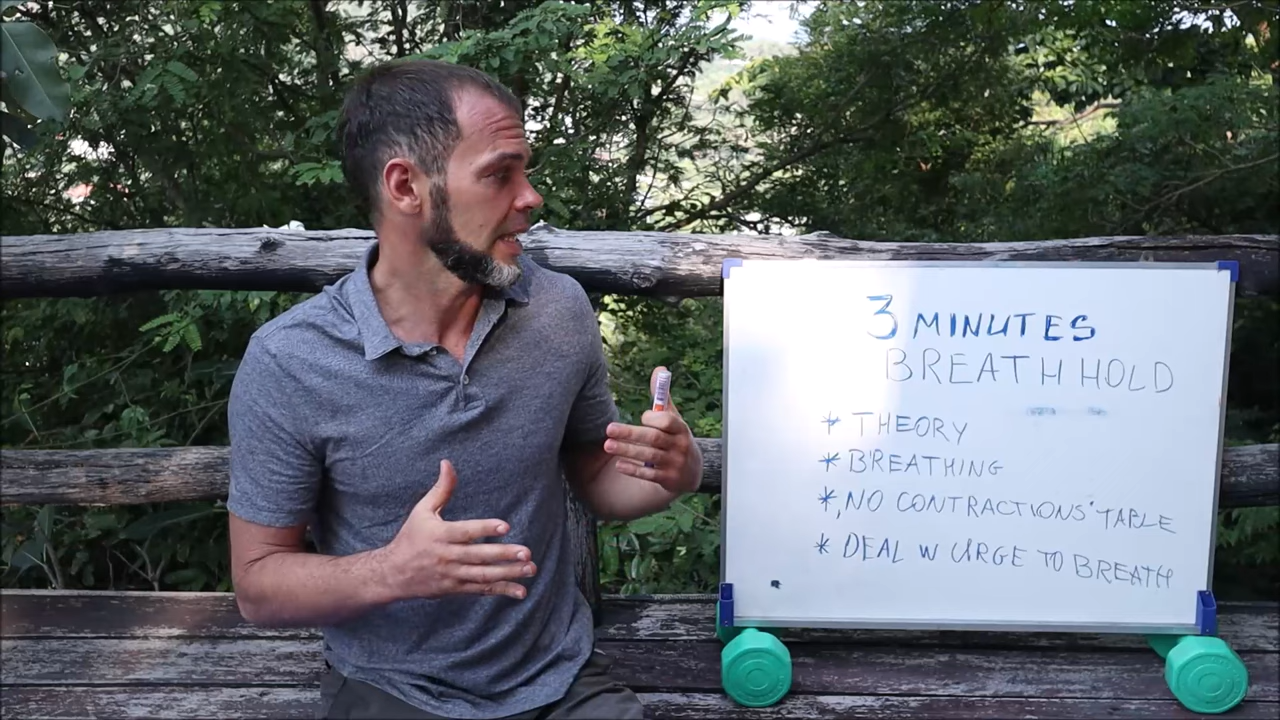 3 MINUTES
BREATH HOLD
* THEORY
* BREATHING
* NO CONTRACTIONS' TABLE
* DEAL W URGE TO BREATH